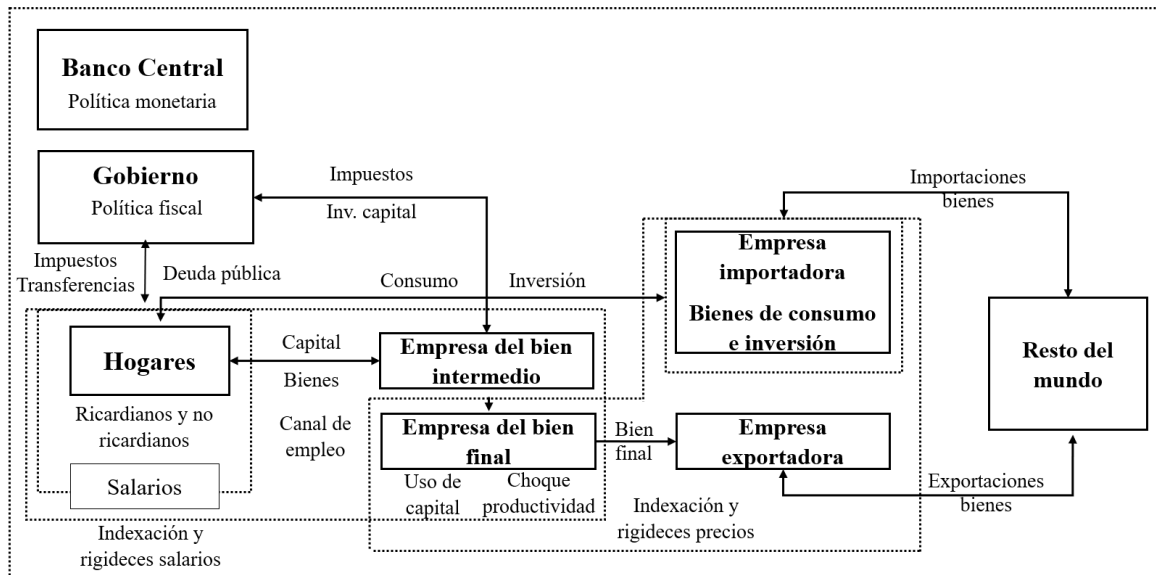 Banco Central
Política monetaria
Gobierno
Política fiscal
Impuestos
Inv. capital
Importaciones
bienes
Impuestos
Transferencias
Deuda pública
Consumo
Inversión
Empresa
importadora
Bienes de consumo
e inversión
Resto del
mundo
Hogares
Capital
Bienes
Empresa del bien
intermedio
Ricardianos y no
ricardianos
Canal de
empleo
Empresa del bien
final
Bien
final
Empresa
exportadora
Salarios
Uso de
capital
Choque
productividad
Exportaciones
bienes
Indexación y
rigideces salarios
Indexación y
rigideces precios